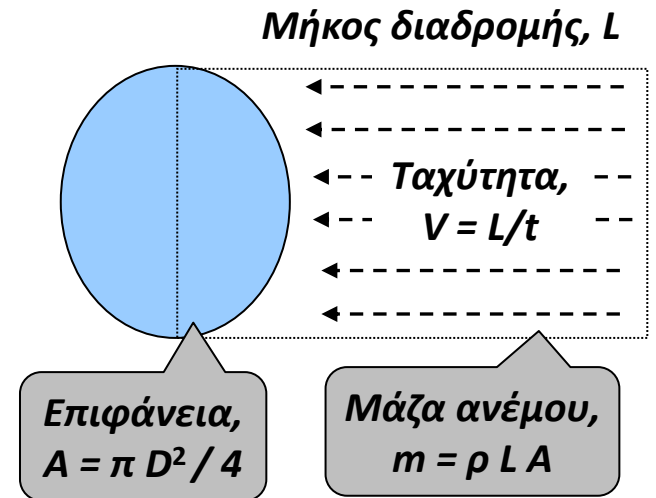 Μήκος διαδρομής, L
Ταχύτητα,
V = L/t
Επιφάνεια,
A = π D² / 4
Μάζα ανέμου,
m = ρ L A